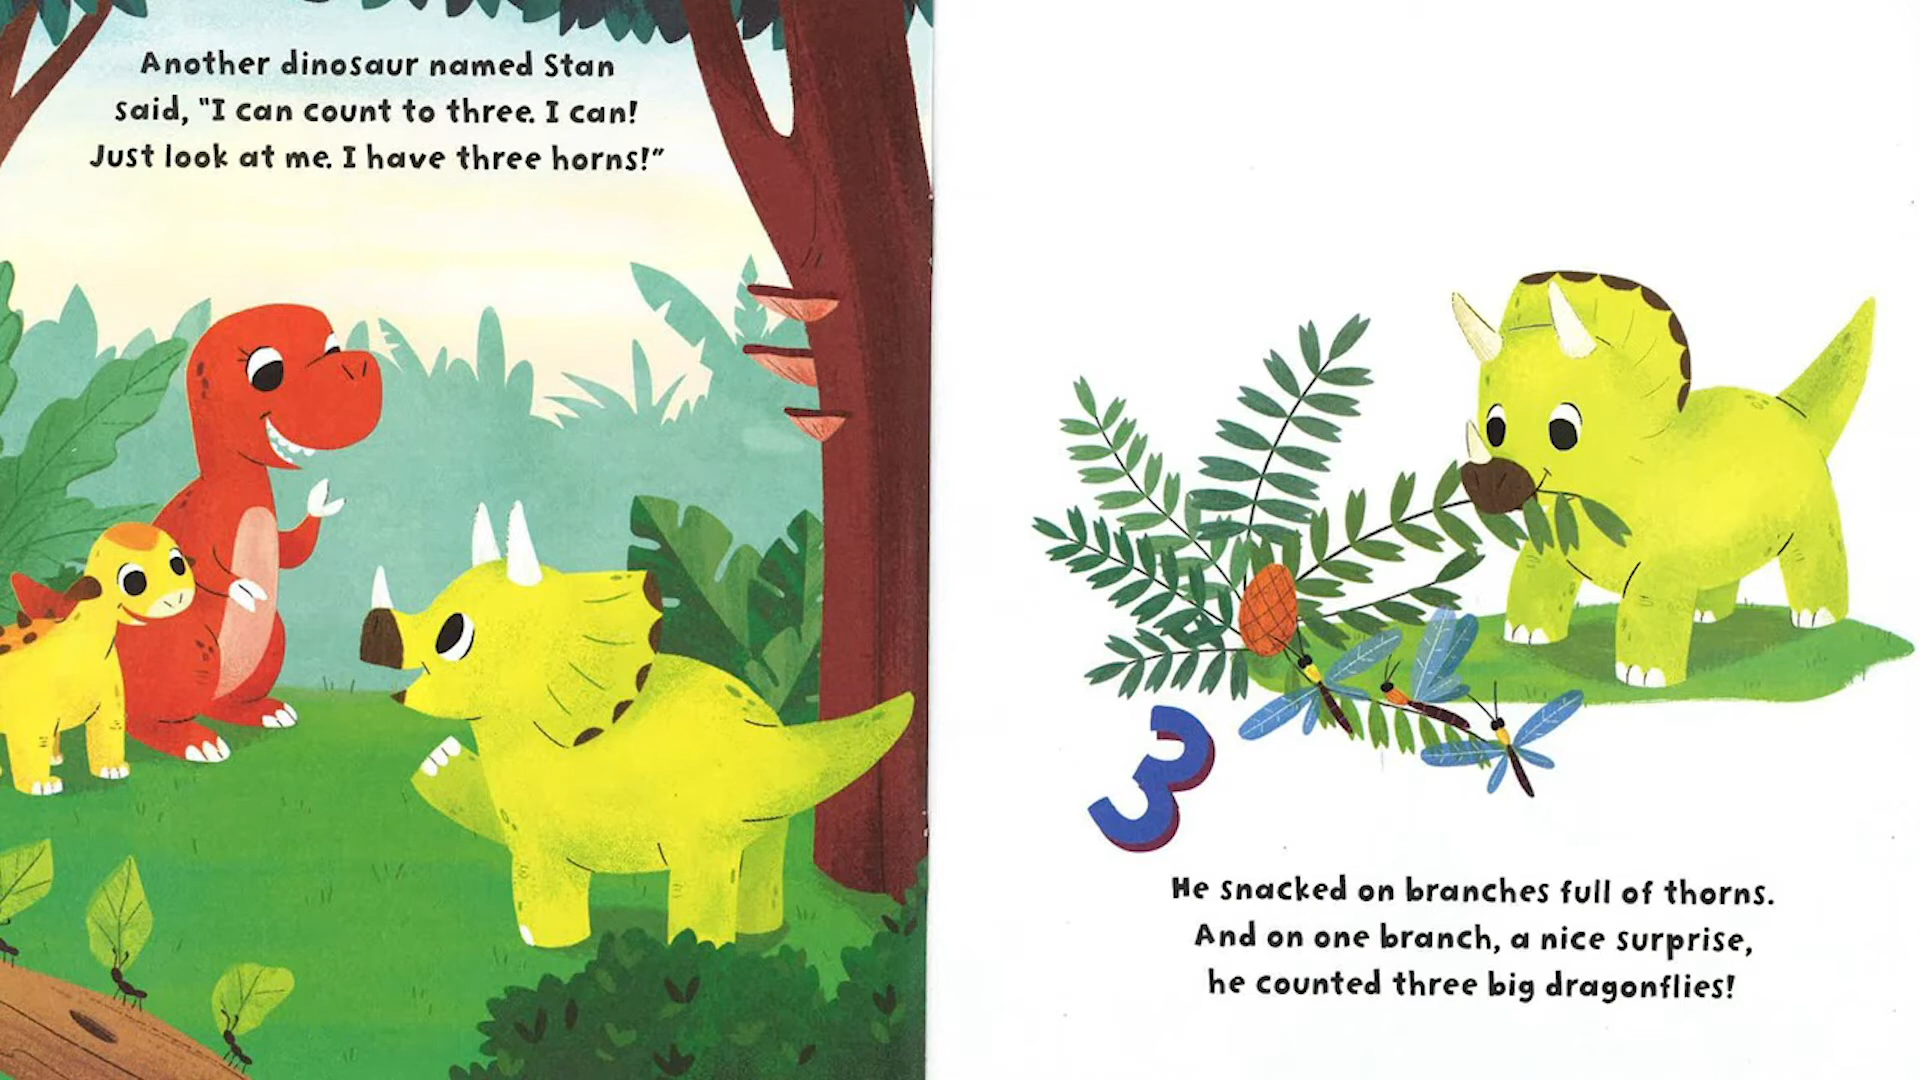 Another dinosaur named Stan
said, "I can count to three. I can!
Just look at me. I have three horns!"
3
He snacked on branches full of thorns.
And on one branch, a nice surprise,
he counted three big dragonflies!